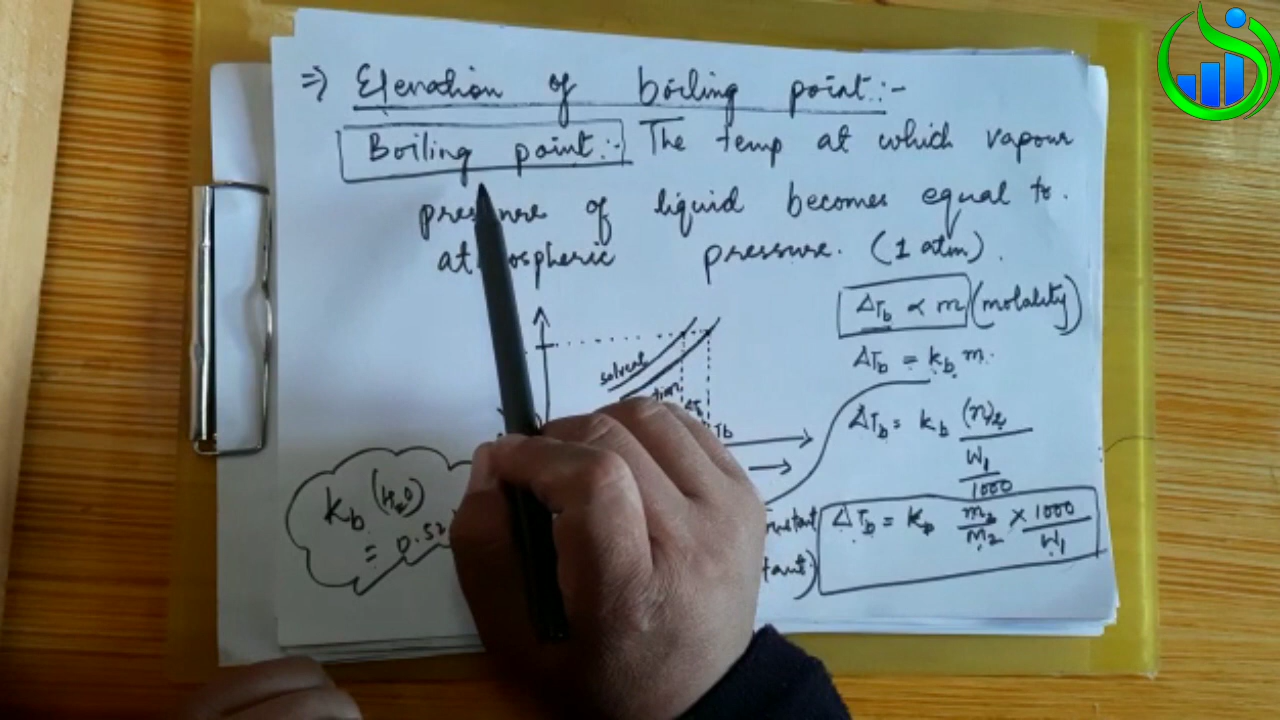 => Elevation of boiling point :-
Boiling point :- The temp at which vapour
pressure of liquid becomes equal to.
atmospheric pressure. (1 atm).
ΔTb ∝ m (molality)
ΔTb = kb m.
solvent
Tb
ΔTb = kb (n)2
W1
1000
kb (H2O)
= 0.52
ΔTb = Kb m2/M2 × 1000/W1